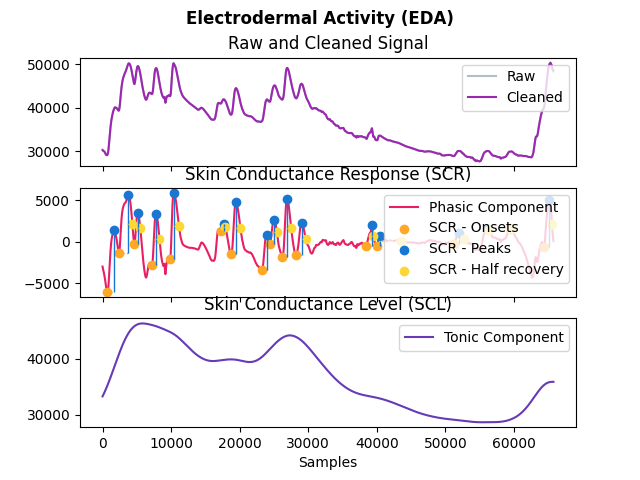 Electrodermal Activity (EDA)
Raw and Cleaned Signal
50000
40000
30000
Raw
Cleaned
Skin Conductance Response (SCR)
5000
0
−5000
Phasic Component
SCR - Onsets
SCR - Peaks
SCR - Half recovery
Skin Conductance Level (SCL)
40000
30000
Tonic Component
0 10000 20000 30000 40000 50000 60000
Samples